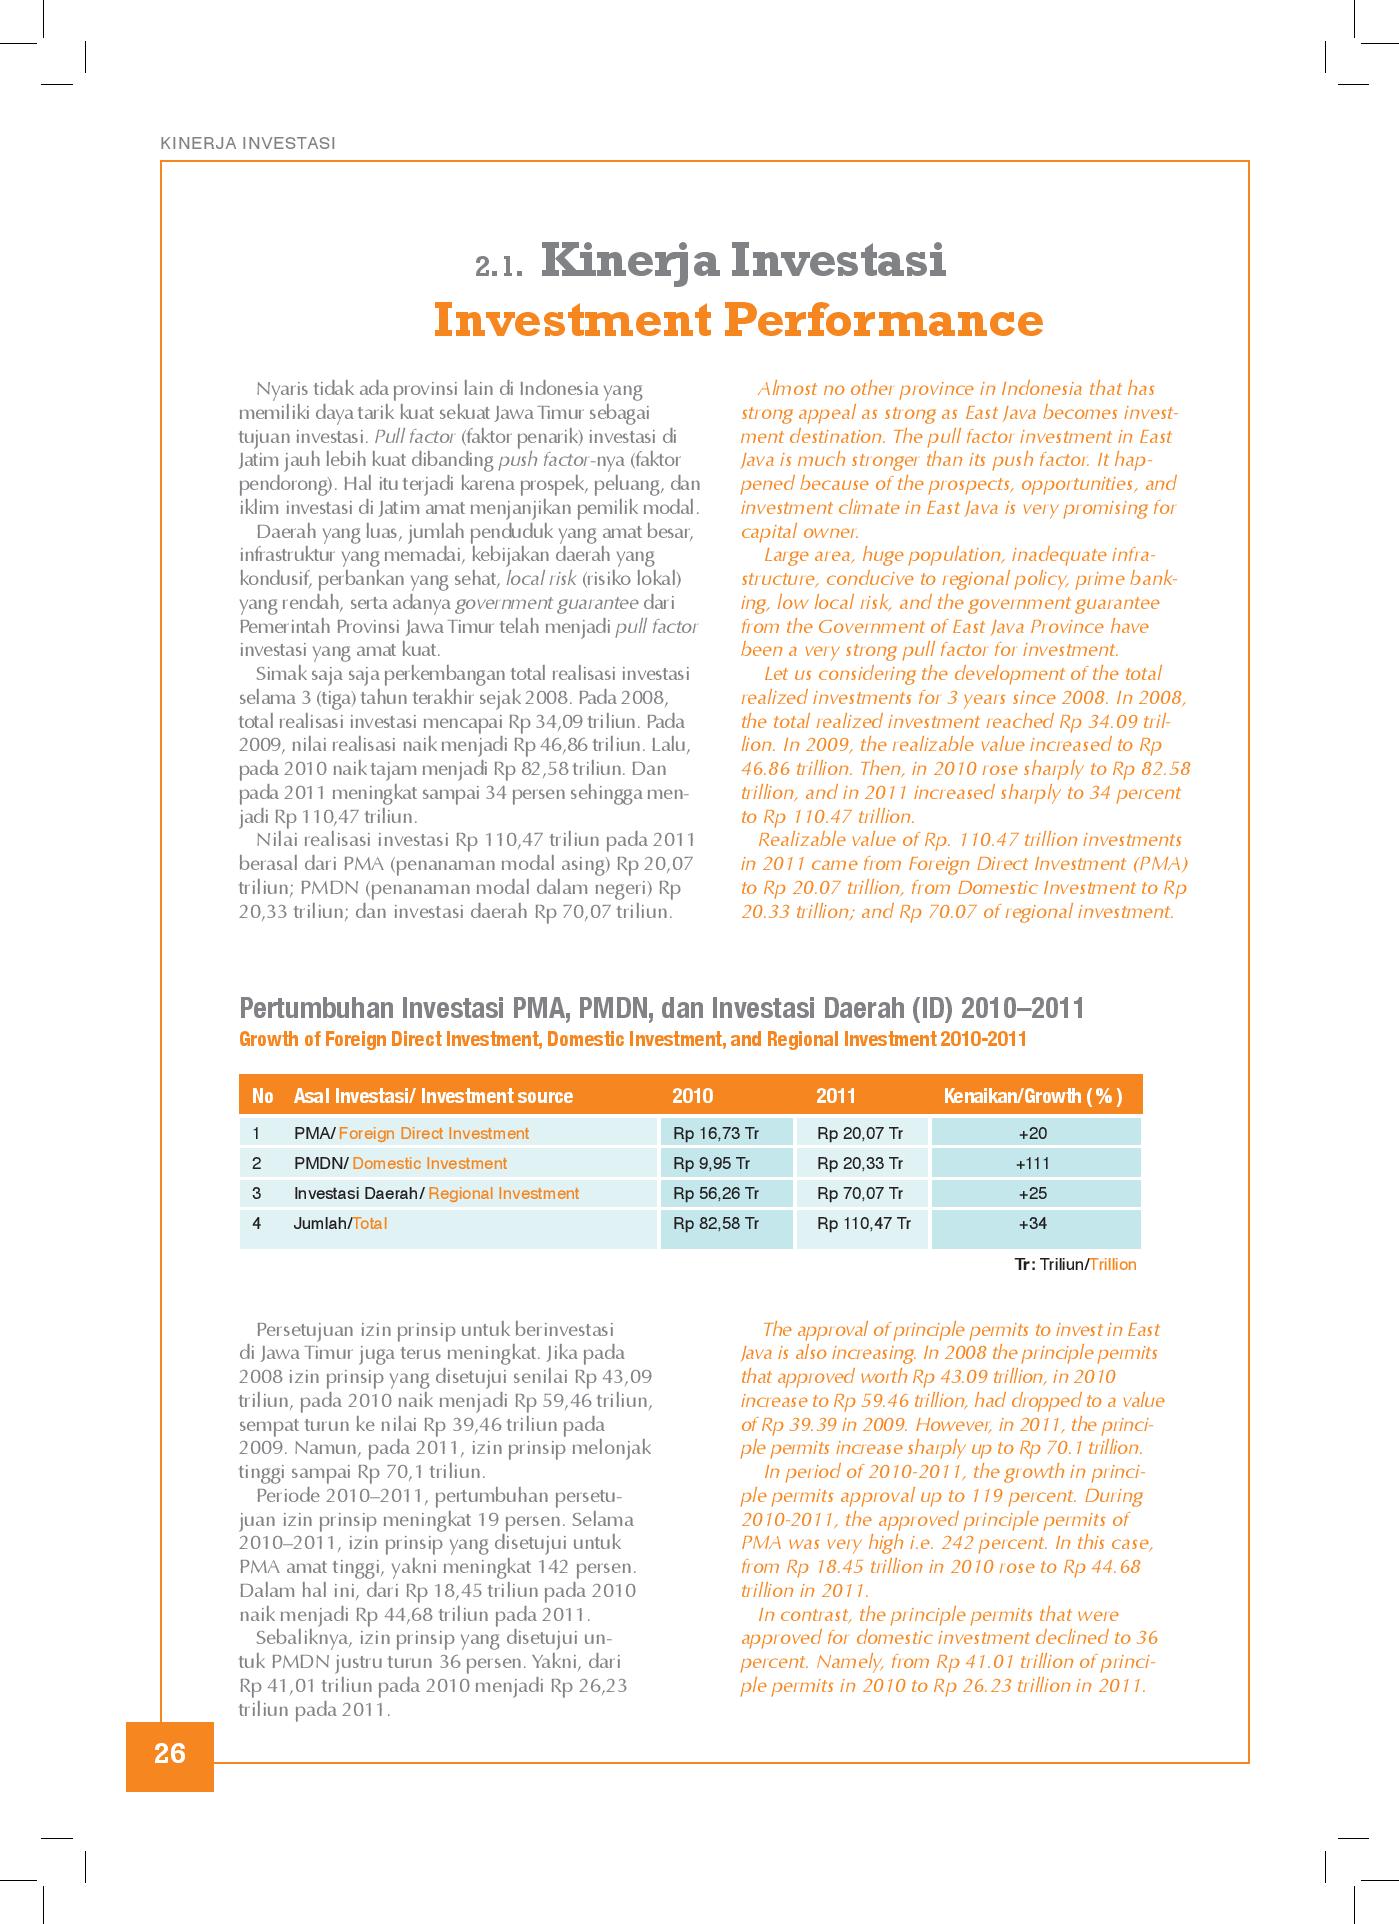 KINERJA INVESTASI
2.1. Kinerja Investasi
Investment Performance
Nyaris tidak ada provinsi lain di Indonesia yang
memiliki daya tarik kuat sekuat Jawa Timur sebagai
tujuan investasi. Pull factor (faktor penarik) investasi di
Jatim jauh lebih kuat dibanding push factor-nya (faktor
pendorong). Hal itu terjadi karena prospek, peluang, dan
iklim investasi di Jatim amat menjanjikan pemilik modal.
Daerah yang luas, jumlah penduduk yang amat besar,
infrastruktur yang memadai, kebijakan daerah yang
kondusif, perbankan yang sehat, local risk (risiko lokal)
yang rendah, serta adanya government guarantee dari
Pemerintah Provinsi Jawa Timur telah menjadi pull factor
investasi yang amat kuat.
Simak saja saja perkembangan total realisasi investasi
selama 3 (tiga) tahun terakhir sejak 2008. Pada 2008,
total realisasi investasi mencapai Rp 34,09 triliun. Pada
2009, nilai realisasi naik menjadi Rp 46,86 triliun. Lalu,
pada 2010 naik tajam menjadi Rp 82,58 triliun. Dan
pada 2011 meningkat sampai 34 persen sehingga men-
jadi Rp 110,47 triliun.
Nilai realisasi investasi Rp 110,47 triliun pada 2011
berasal dari PMA (penanaman modal asing) Rp 20,07
triliun; PMDN (penanaman modal dalam negeri) Rp
20,33 triliun; dan investasi daerah Rp 70,07 triliun.
Almost no other province in Indonesia that has
strong appeal as strong as East Java becomes invest-
ment destination. The pull factor investment in East
Java is much stronger than its push factor. It hap-
pened because of the prospects, opportunities, and
investment climate in East Java is very promising for
capital owner.
Large area, huge population, inadequate infra-
structure, conducive to regional policy, prime bank-
ing, low local risk, and the government guarantee
from the Government of East Java Province have
been a very strong pull factor for investment.
Let us considering the development of the total
realized investments for 3 years since 2008. In 2008,
the total realized investment reached Rp 34.09 tril-
lion. In 2009, the realizable value increased to Rp
46.86 trillion. Then, in 2010 rose sharply to Rp 82.58
trillion, and in 2011 increased sharply to 34 percent
to Rp 110.47 trillion.
Realizable value of Rp. 110.47 trillion investments
in 2011 came from Foreign Direct Investment (PMA)
to Rp 20.07 trillion, from Domestic Investment to Rp
20.33 trillion; and Rp 70.07 of regional investment.
Pertumbuhan Investasi PMA, PMDN, dan Investasi Daerah (ID) 2010–2011
Growth of Foreign Direct Investment, Domestic Investment, and Regional Investment 2010-2011
No Asal Investasi/ Investment source 2010 2011 Kenaikan/Growth ( % )
1 PMA/ Foreign Direct Investment Rp 16,73 Tr Rp 20,07 Tr +20
2 PMDN/ Domestic Investment Rp 9,95 Tr Rp 20,33 Tr +111
3 Investasi Daerah/ Regional Investment Rp 56,26 Tr Rp 70,07 Tr +25
4 Jumlah/Total Rp 82,58 Tr Rp 110,47 Tr +34
Tr: Triliun/Trillion
Persetujuan izin prinsip untuk berinvestasi
di Jawa Timur juga terus meningkat. Jika pada
2008 izin prinsip yang disetujui senilai Rp 43,09
triliun, pada 2010 naik menjadi Rp 59,46 triliun,
sempat turun ke nilai Rp 39,46 triliun pada
2009. Namun, pada 2011, izin prinsip melonjak
tinggi sampai Rp 70,1 triliun.
Periode 2010–2011, pertumbuhan persetu-
juan izin prinsip meningkat 19 persen. Selama
2010–2011, izin prinsip yang disetujui untuk
PMA amat tinggi, yakni meningkat 142 persen.
Dalam hal ini, dari Rp 18,45 triliun pada 2010
naik menjadi Rp 44,68 triliun pada 2011.
Sebaliknya, izin prinsip yang disetujui un-
tuk PMDN justru turun 36 persen. Yakni, dari
Rp 41,01 triliun pada 2010 menjadi Rp 26,23
triliun pada 2011.
The approval of principle permits to invest in East
Java is also increasing. In 2008 the principle permits
that approved worth Rp 43.09 trillion, in 2010
increase to Rp 59.46 trillion, had dropped to a value
of Rp 39.39 in 2009. However, in 2011, the princi-
ple permits increase sharply up to Rp 70.1 trillion.
In period of 2010-2011, the growth in princi-
ple permits approval up to 119 percent. During
2010-2011, the approved principle permits of
PMA was very high i.e. 242 percent. In this case,
from Rp 18.45 trillion in 2010 rose to Rp 44.68
trillion in 2011.
In contrast, the principle permits that were
approved for domestic investment declined to 36
percent. Namely, from Rp 41.01 trillion of princi-
ple permits in 2010 to Rp 26.23 trillion in 2011.
26